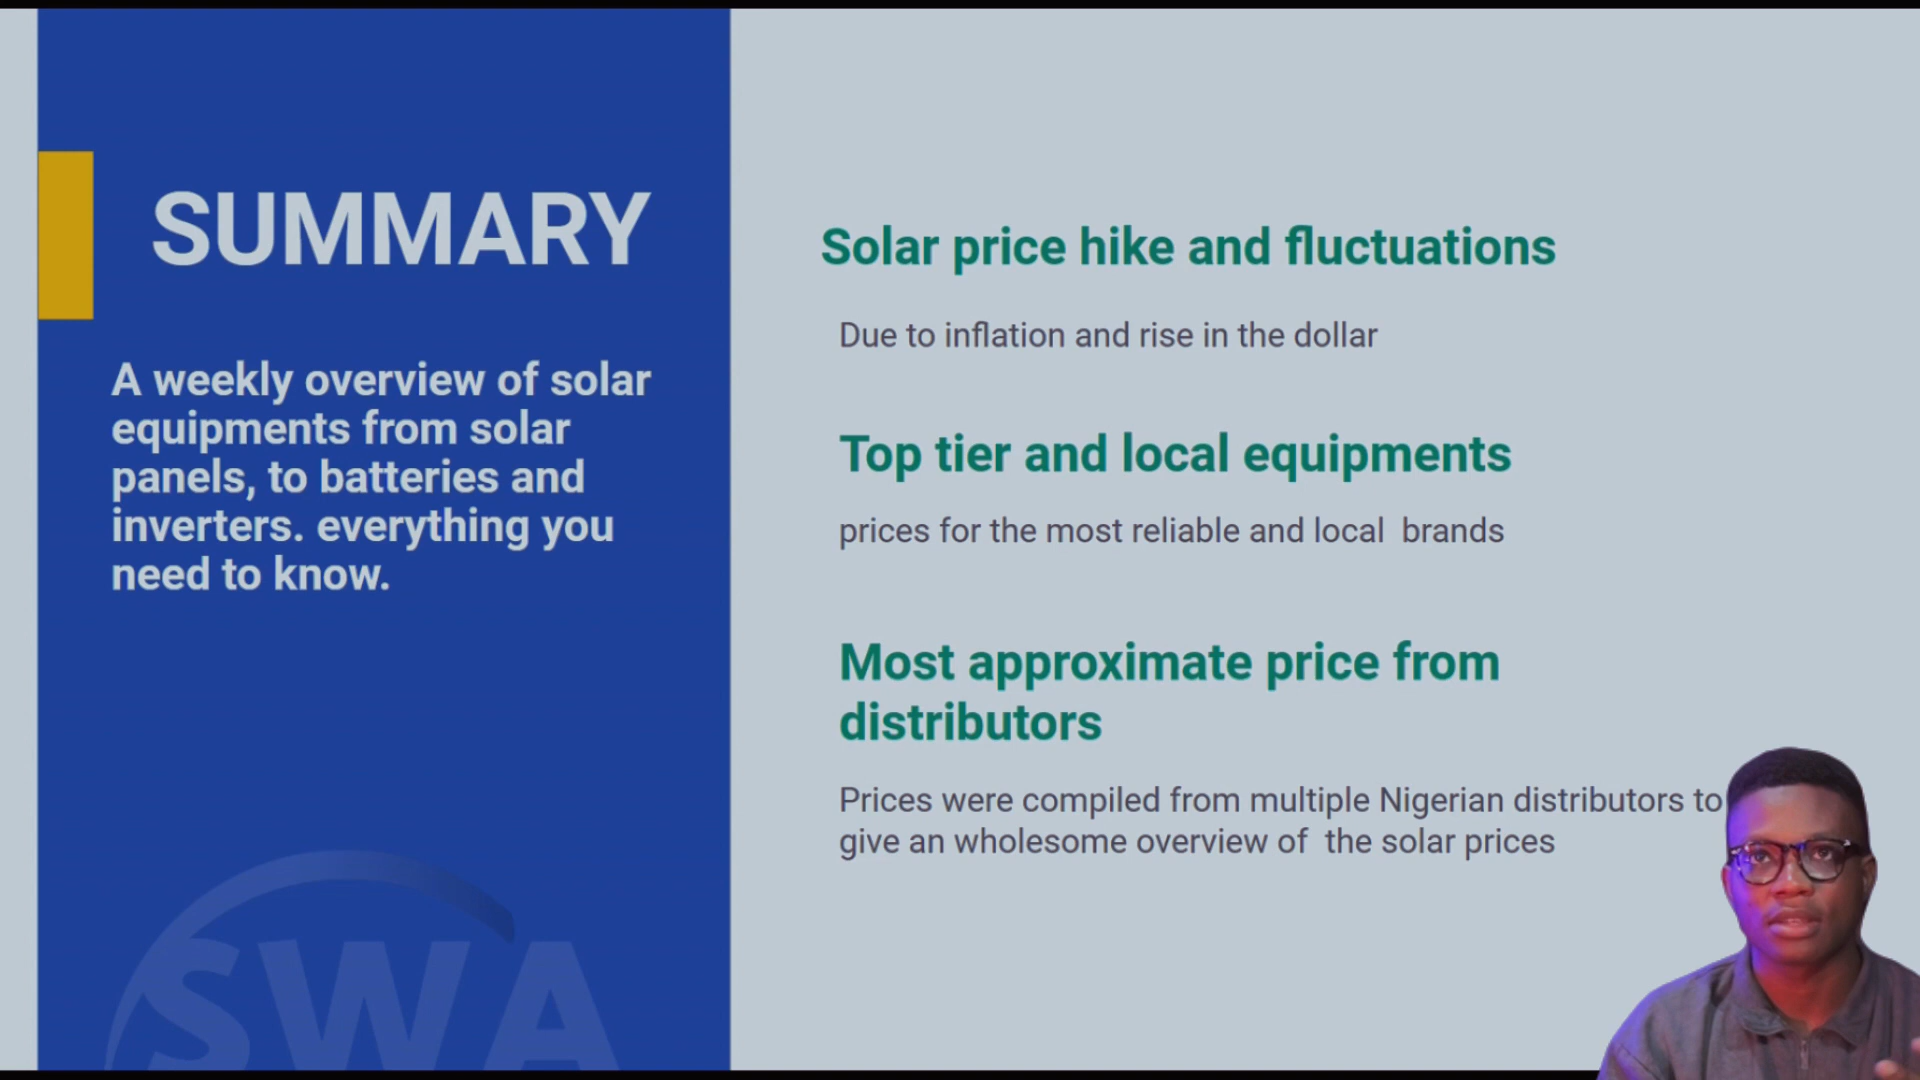 SUMMARY
A weekly overview of solar
equipments from solar
panels, to batteries and
inverters. everything you
need to know.
SWA
Solar price hike and fluctuations
Due to inflation and rise in the dollar
Top tier and local equipments
prices for the most reliable and local  brands
Most approximate price from
distributors
Prices were compiled from multiple Nigerian distributors to
give an wholesome overview of  the solar prices